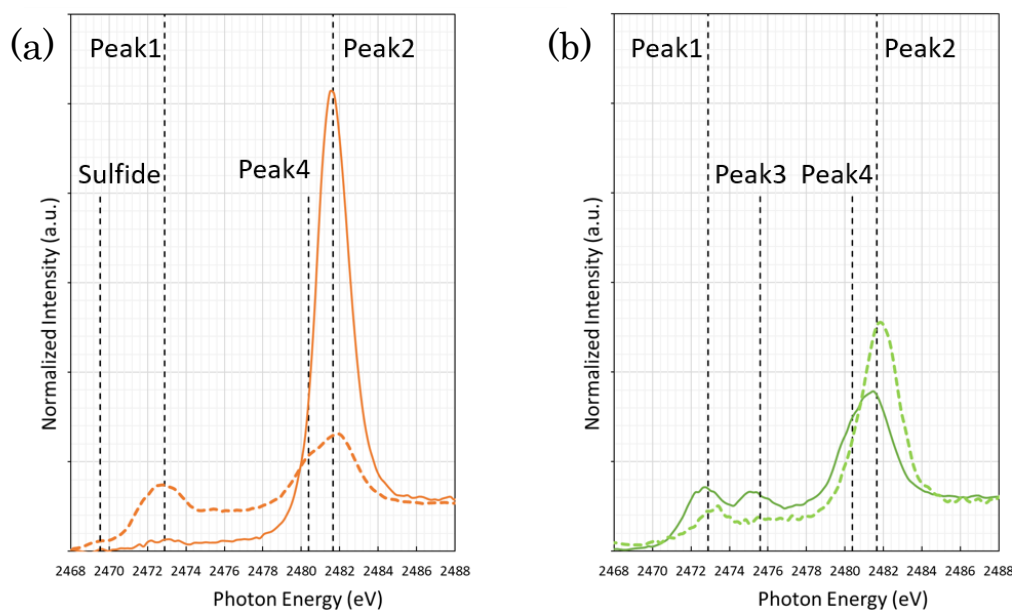 (a)
Peak1
Peak2
Sulfide
Peak4
Normalized Intensity (a.u.)
2468 2470 2472 2474 2476 2478 2480 2482 2484 2486 2488
Photon Energy (eV)
(b)
Peak1
Peak2
Peak3
Peak4
Normalized Intensity (a.u.)
2468 2470 2472 2474 2476 2478 2480 2482 2484 2486 2488
Photon Energy (eV)